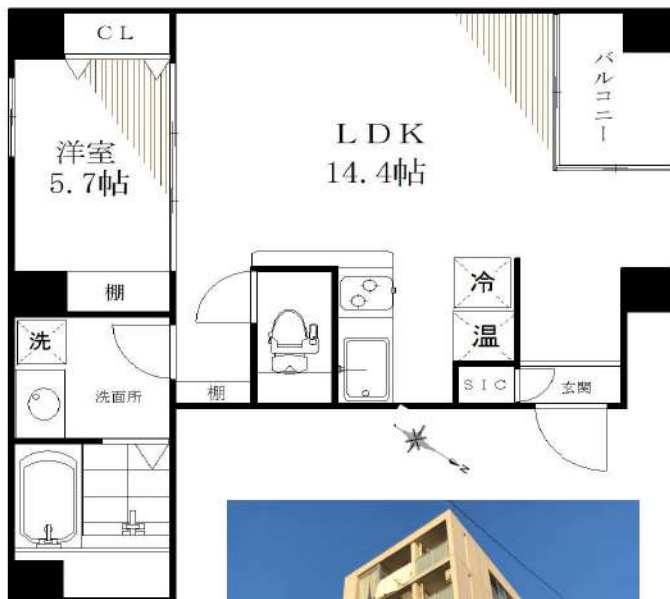 CL
洋室
5.7帖
LDK
14.4帖
バルコニー
棚
洗
洗面所
棚
冷
温
SIC
玄関
N